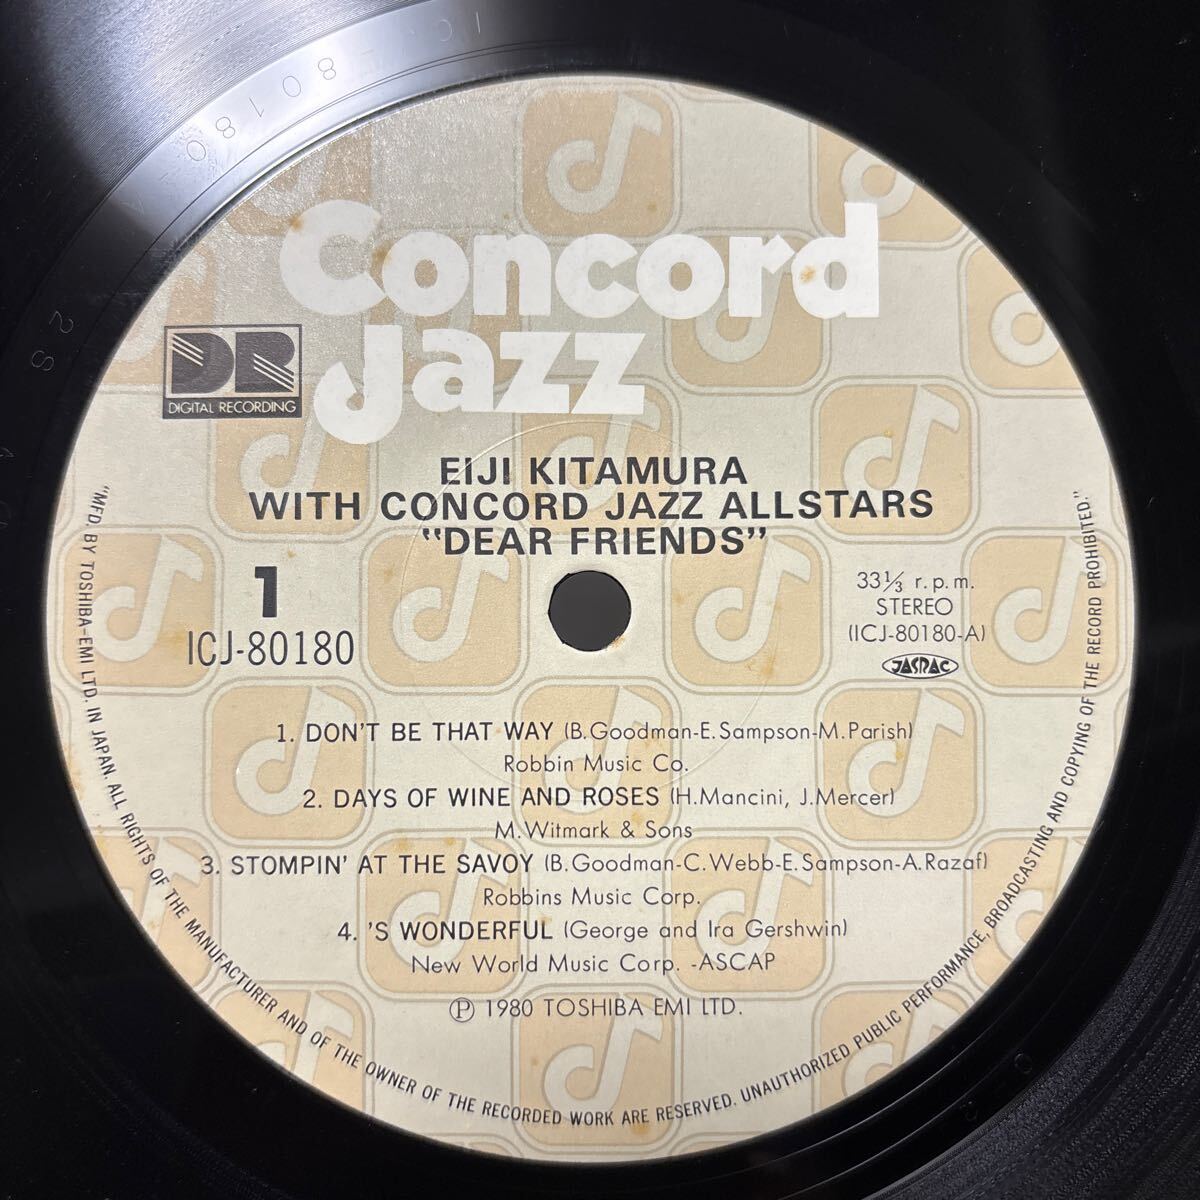 ICJ-80180
2S
Concord
Jazz
DR
DIGITAL RECORDING
EIJI KITAMURA
WITH CONCORD JAZZ ALLSTARS
"DEAR FRIENDS"
1
ICJ-80180
33⅓ r.p.m.
STEREO
(ICJ-80180-A)
JASRAC
1. DON'T BE THAT WAY (B.Goodman-E.Sampson-M.Parish)
Robbin Music Co.
2. DAYS OF WINE AND ROSES (H.Mancini, J.Mercer)
M.Witmark & Sons
3. STOMPIN' AT THE SAVOY (B.Goodman-C.Webb-E.Sampson-A.Razaf)
Robbins Music Corp.
4. 'S WONDERFUL (George and Ira Gershwin)
New World Music Corp. -ASCAP
Ⓟ 1980 TOSHIBA EMI LTD.
"MFD. BY TOSHIBA-EMI LTD. IN JAPAN. ALL RIGHTS OF THE MANUFACTURER AND OF THE OWNER OF THE RECORDED WORK ARE RESERVED. UNAUTHORIZED PUBLIC PERFORMANCE, BROADCASTING AND COPYING OF THE RECORD PROHIBITED."